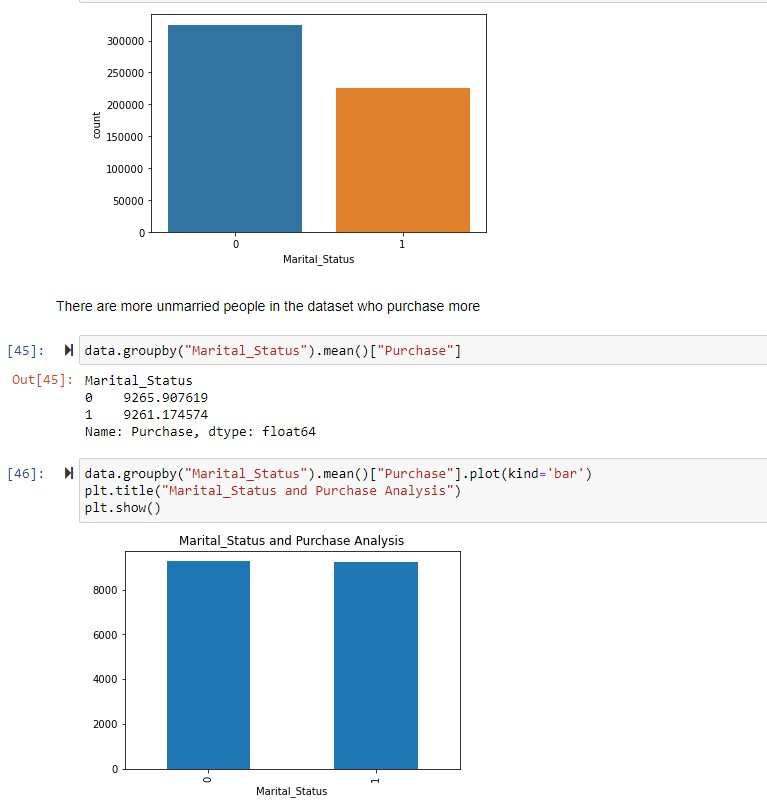 300000
250000
200000
150000
100000
50000
0
count
0 1
Marital_Status
There are more unmarried people in the dataset who purchase more
[45]: data.groupby("Marital_Status").mean()["Purchase"]
Out[45]: Marital_Status
0 9265.907619
1 9261.174574
Name: Purchase, dtype: float64
[46]: data.groupby("Marital_Status").mean()["Purchase"].plot(kind='bar')
plt.title("Marital_Status and Purchase Analysis")
plt.show()
Marital_Status and Purchase Analysis
8000
6000
4000
2000
0
0 1
Marital_Status